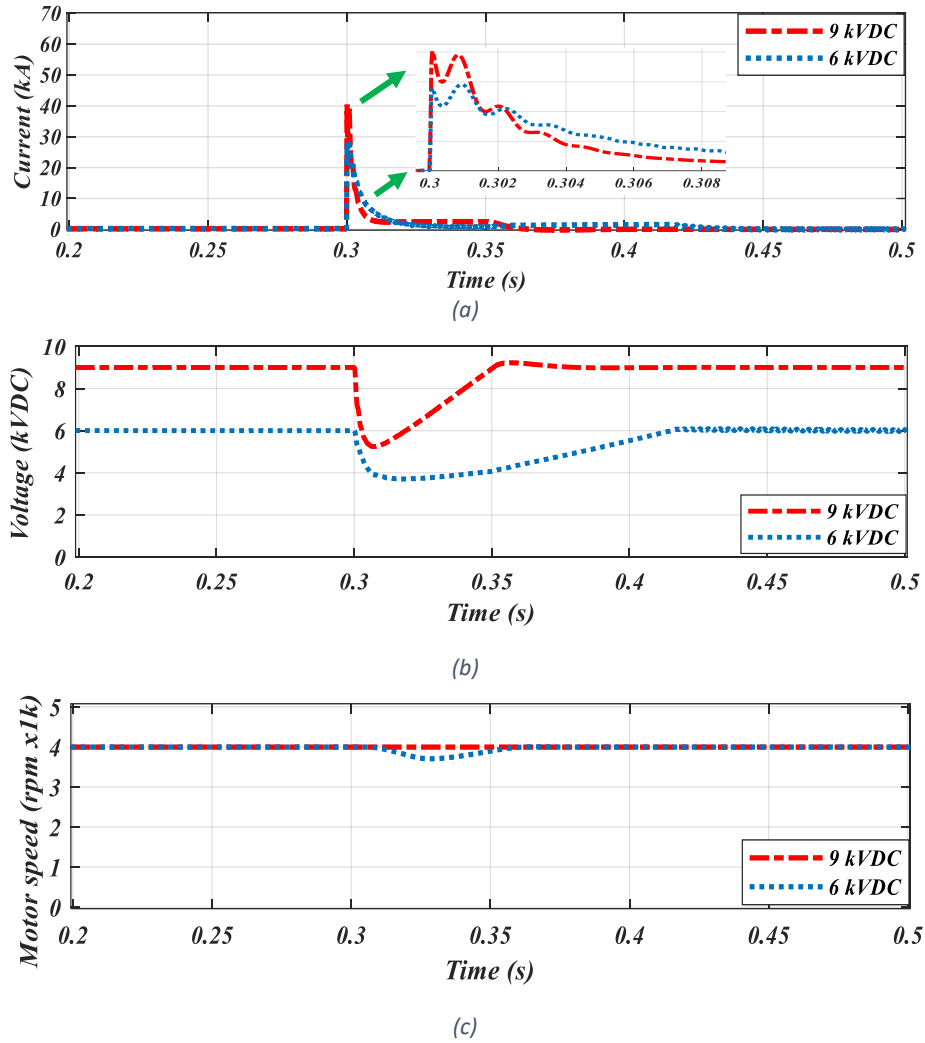 70
60
50
40
30
20
10
0
Current (kA)
9 kVDC
6 kVDC
0.3 0.302 0.304 0.306 0.308
0.2 0.25 0.3 0.35 0.4 0.45 0.5
Time (s)
(a)
10
8
6
4
2
0
Voltage (kVDC)
9 kVDC
6 kVDC
0.2 0.25 0.3 0.35 0.4 0.45 0.5
Time (s)
(b)
5
4
3
2
1
0
Motor speed (rpm x1k)
9 kVDC
6 kVDC
0.2 0.25 0.3 0.35 0.4 0.45 0.5
Time (s)
(c)